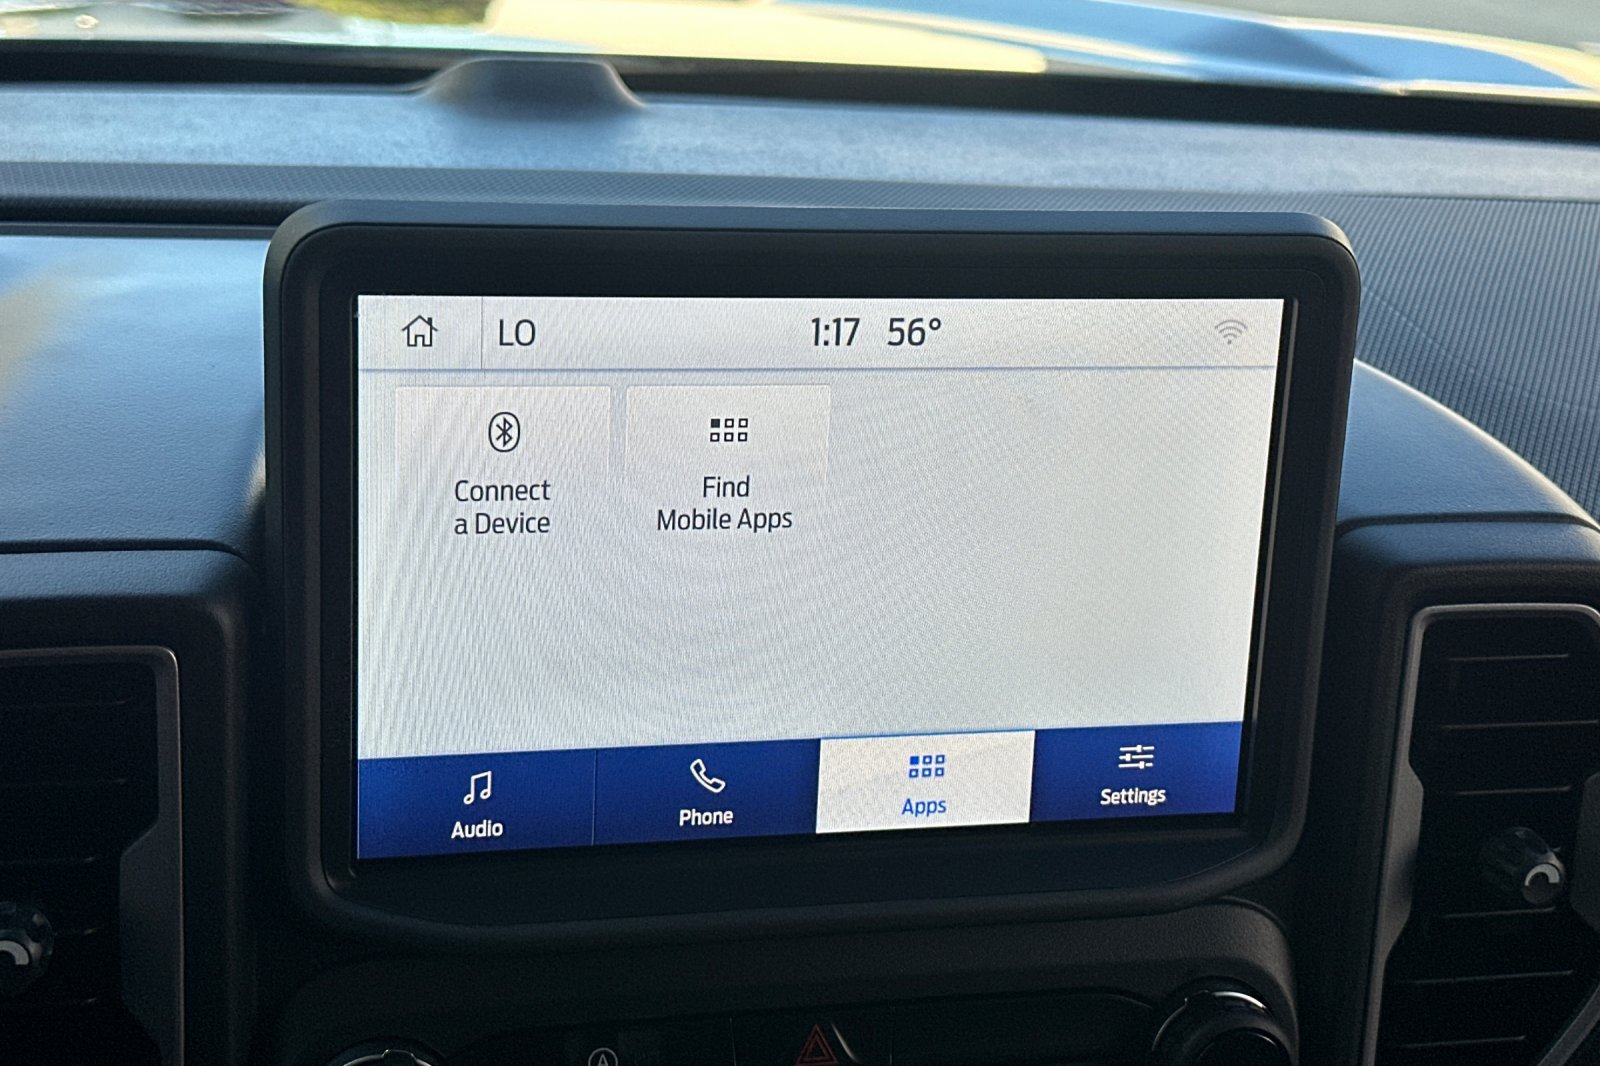 LO 1:17 56°
Connect
a Device
Find
Mobile Apps
Audio
Phone
Apps
Settings